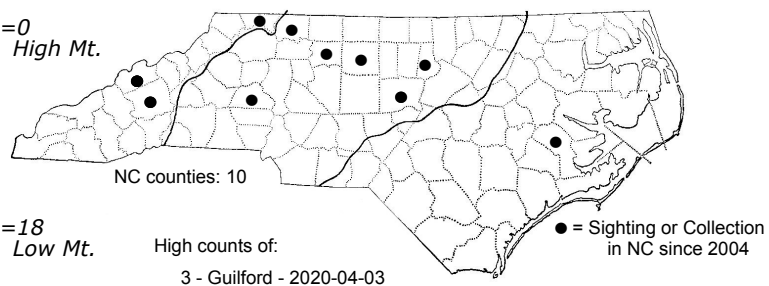 =0
High Mt.
NC counties: 10
=18
Low Mt.
High counts of:
3 - Guilford - 2020-04-03
● = Sighting or Collection
in NC since 2004